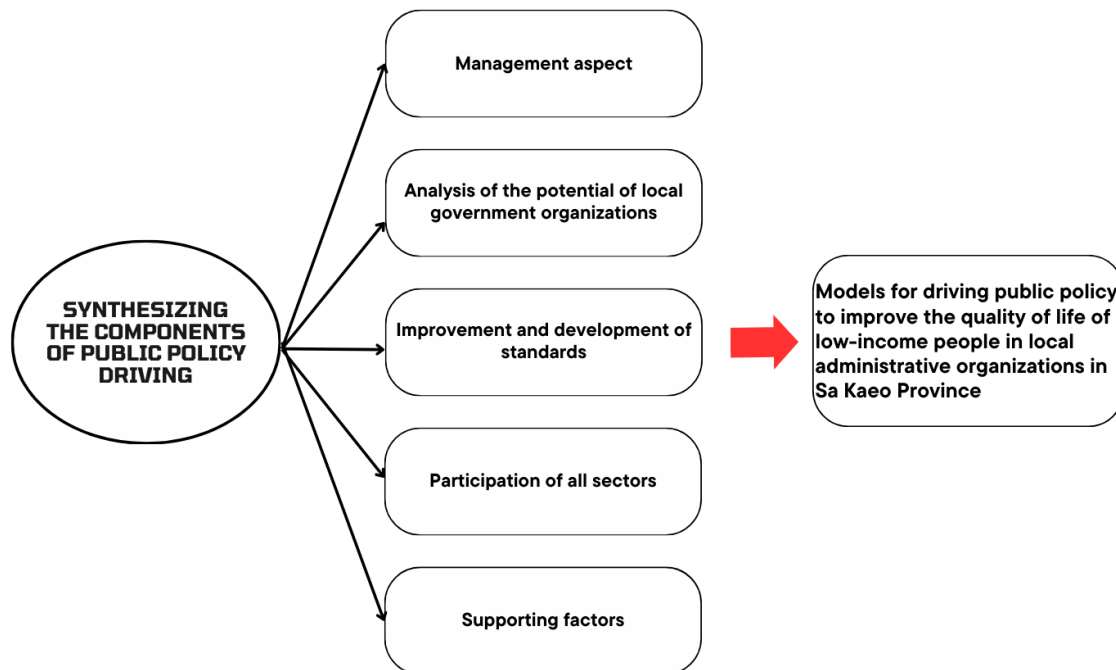 SYNTHESIZING
THE COMPONENTS
OF PUBLIC POLICY
DRIVING
Management aspect
Analysis of the potential of local
government organizations
Improvement and development of
standards
Participation of all sectors
Supporting factors
Models for driving public policy
to improve the quality of life of
low-income people in local
administrative organizations in
Sa Kaeo Province